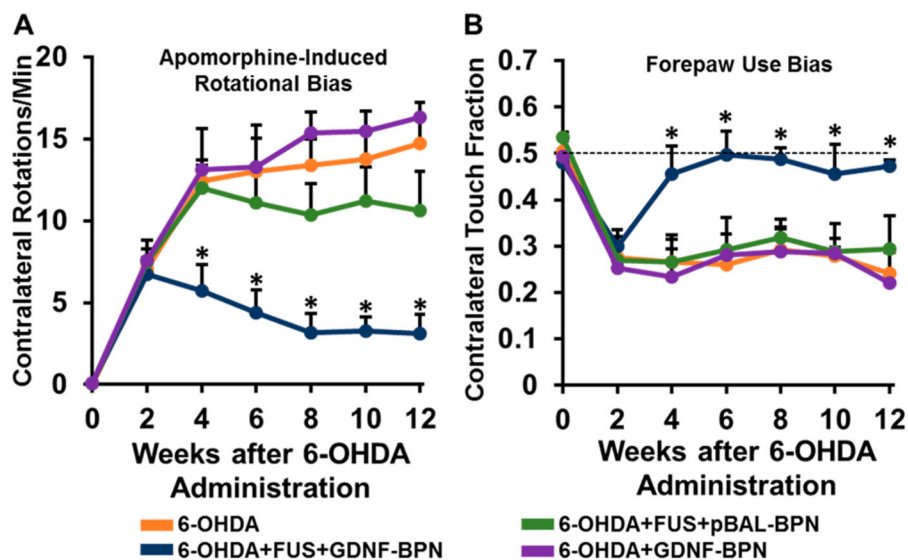 A
Apomorphine-Induced
Rotational Bias
Contralateral Rotations/Min
20
15
10
5
0
* * * * *
0 2 4 6 8 10 12
Weeks after 6-OHDA
Administration
B
Forepaw Use Bias
Contralateral Touch Fraction
0.7
0.6
0.5
0.4
0.3
0.2
0.1
0
* * * * *
0 2 4 6 8 10 12
Weeks after 6-OHDA
Administration
6-OHDA
6-OHDA+FUS+GDNF-BPN
6-OHDA+FUS+pBAL-BPN
6-OHDA+GDNF-BPN